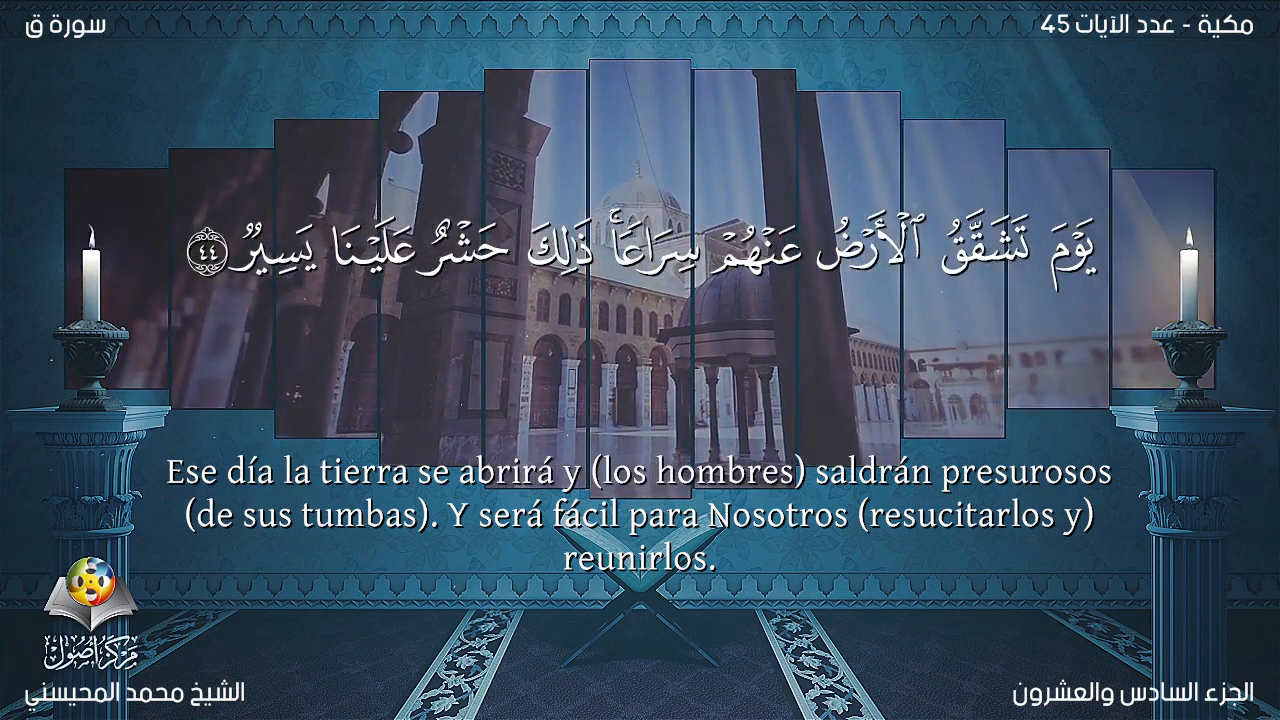 مكية - عدد الآيات 45
سورة ق
يَوْمَ تَشَقَّقُ ٱلْأَرْضُ عَنْهُمْ سِرَاعًا ۚ ذَٰلِكَ حَشْرٌ عَلَيْنَا يَسِيرٌ ٤٤
Ese día la tierra se abrirá y (los hombres) saldrán presurosos
(de sus tumbas). Y será fácil para Nosotros (resucitarlos y)
reunirlos.
مركز أصول
الجزء السادس والعشرون
الشيخ محمد المحيسني